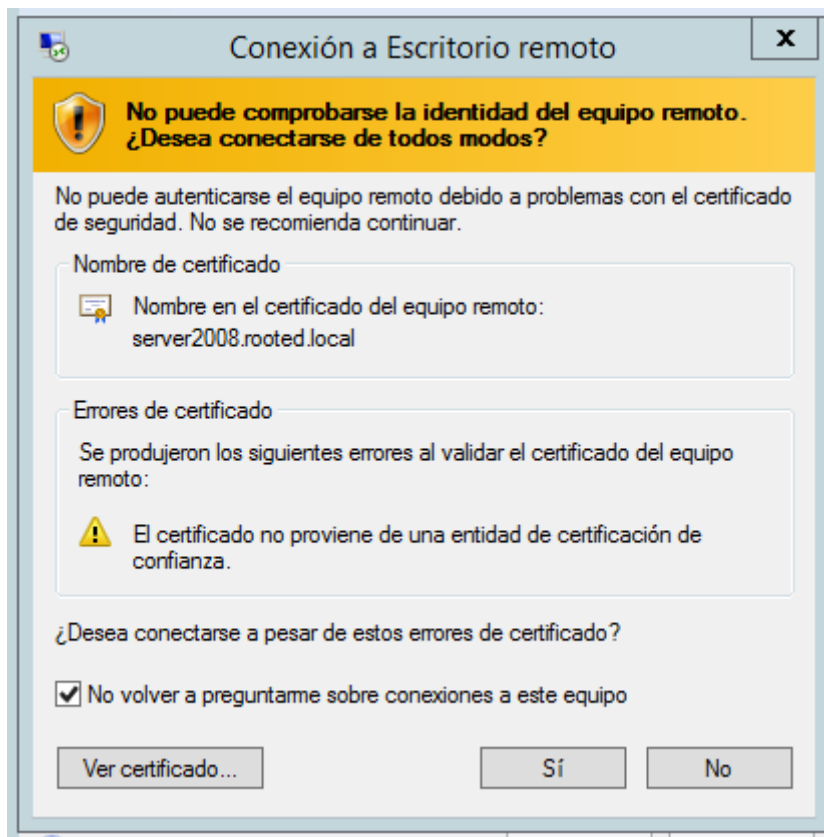 Conexión a Escritorio remoto
x
No puede comprobarse la identidad del equipo remoto.
¿Desea conectarse de todos modos?
No puede autenticarse el equipo remoto debido a problemas con el certificado
de seguridad. No se recomienda continuar.
Nombre de certificado
Nombre en el certificado del equipo remoto:
server2008.rooted.local
Errores de certificado
Se produjeron los siguientes errores al validar el certificado del equipo
remoto:
El certificado no proviene de una entidad de certificación de
confianza.
¿Desea conectarse a pesar de estos errores de certificado?
No volver a preguntarme sobre conexiones a este equipo
Ver certificado... Sí No